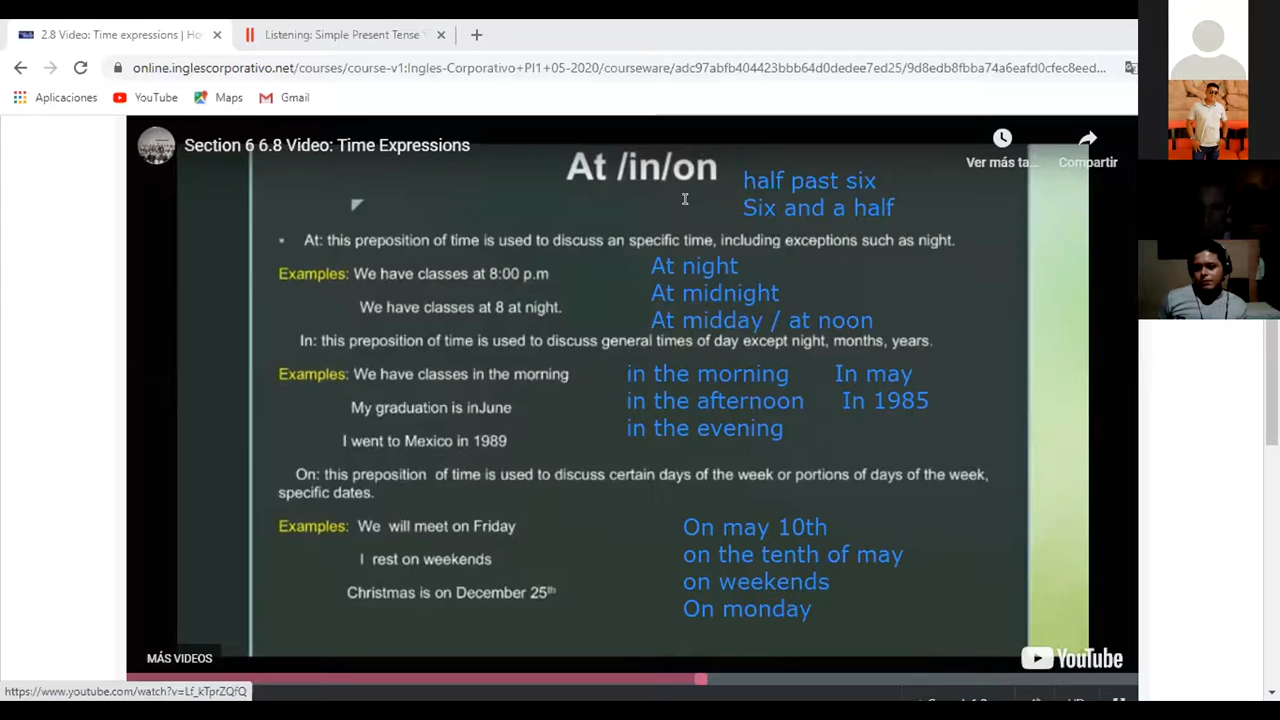 2.8 Video: Time expressions | Ho
Listening: Simple Present Tense
online.inglescorporativo.net/courses/course-v1:Ingles-Corporativo+PI1+05-2020/courseware/adc97abfb404423bbb64d0dedee7ed25/9d8edb8fbba74a6eafd0cfec8eed...
Aplicaciones YouTube Maps Gmail
Section 6 6.8 Video: Time Expressions
Ver más ta... Compartir
At /in/on
half past six
Six and a half
At: this preposition of time is used to discuss an specific time, including exceptions such as night.
Examples: We have classes at 8:00 p.m
At night
At midnight
We have classes at 8 at night.
At midday / at noon
In: this preposition of time is used to discuss general times of day except night, months, years.
Examples: We have classes in the morning
in the morning In may
My graduation is inJune
in the afternoon In 1985
in the evening
I went to Mexico in 1989
On: this preposition of time is used to discuss certain days of the week or portions of days of the week,
specific dates.
Examples: We will meet on Friday
On may 10th
I rest on weekends
on the tenth of may
on weekends
Christmas is on December 25th
On monday
MÁS VIDEOS
YouTube
https://www.youtube.com/watch?v=Lf_kTprZQfQ